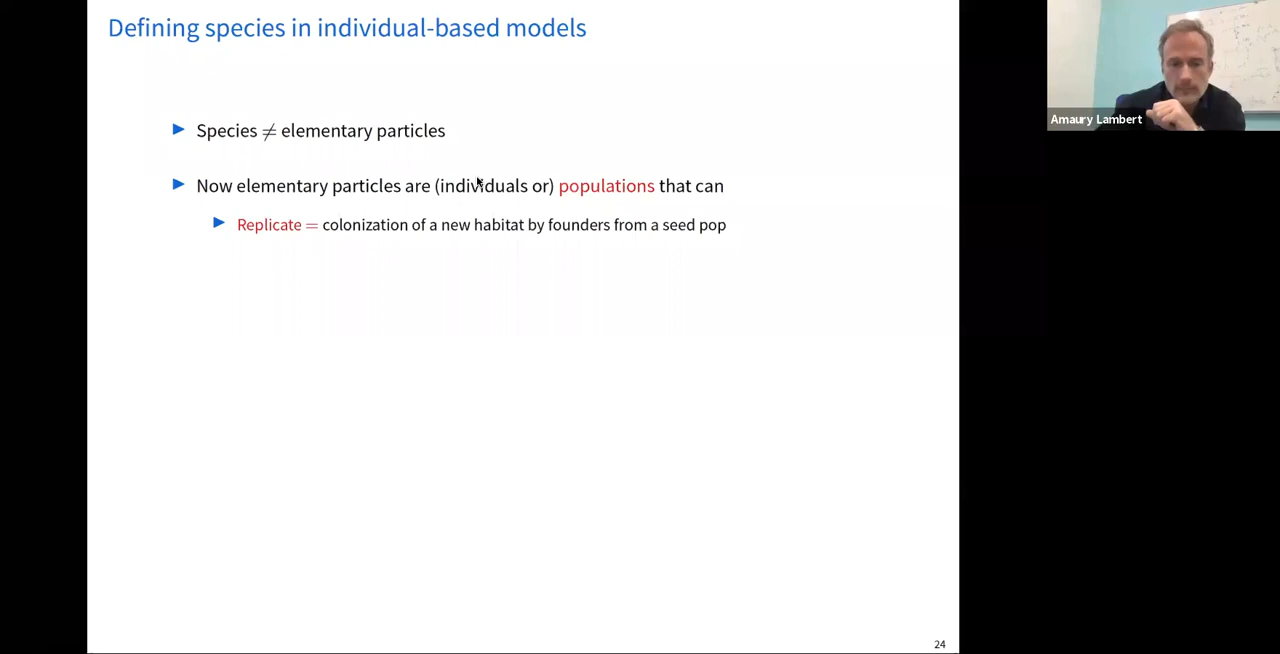 Defining species in individual-based models
Species ≠ elementary particles
Now elementary particles are (individuals or) populations that can
Replicate = colonization of a new habitat by founders from a seed pop
24
Amaury Lambert